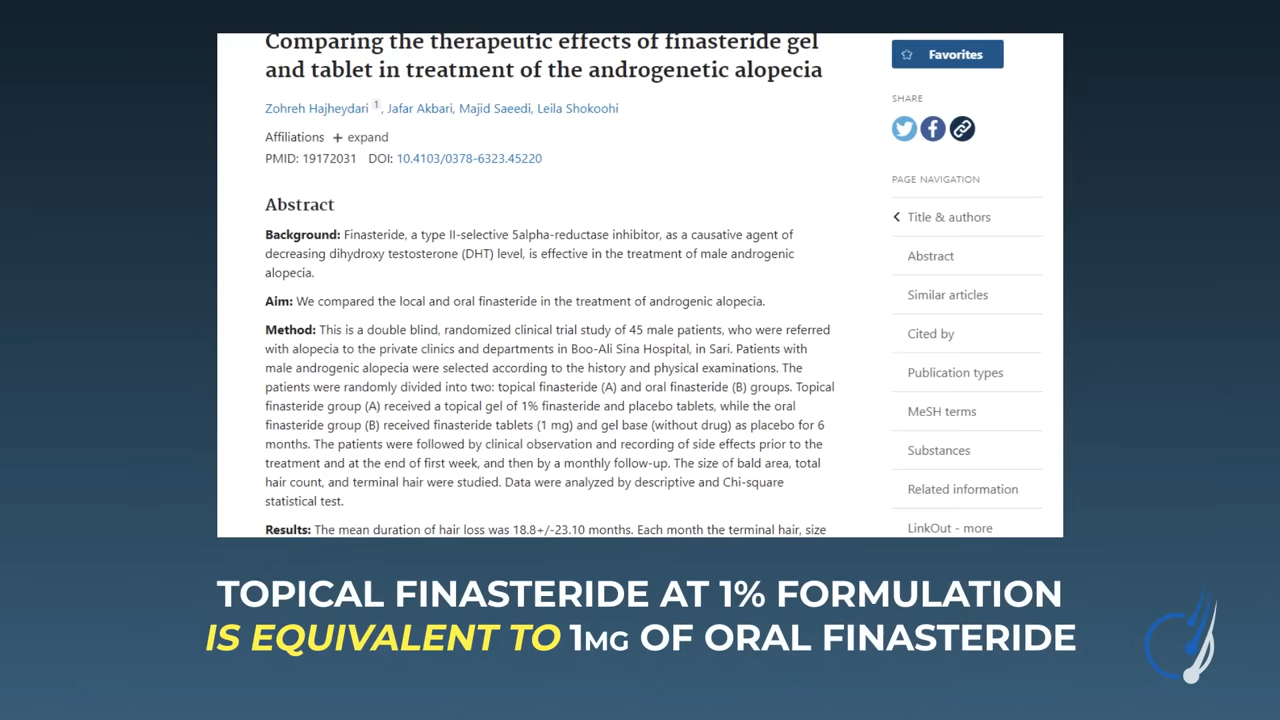 Comparing the therapeutic effects of finasteride gel
and tablet in treatment of the androgenetic alopecia
Zohreh Hajheydari 1, Jafar Akbari, Majid Saeedi, Leila Shokoohi
Affiliations + expand
PMID: 19172031 DOI: 10.4103/0378-6323.45220
Abstract
Background: Finasteride, a type II-selective 5alpha-reductase inhibitor, as a causative agent of
decreasing dihydroxy testosterone (DHT) level, is effective in the treatment of male androgenic
alopecia.
Aim: We compared the local and oral finasteride in the treatment of androgenic alopecia.
Method: This is a double blind, randomized clinical trial study of 45 male patients, who were referred
with alopecia to the private clinics and departments in Boo-Ali Sina Hospital, in Sari. Patients with
male androgenic alopecia were selected according to the history and physical examinations. The
patients were randomly divided into two: topical finasteride (A) and oral finasteride (B) groups. Topical
finasteride group (A) received a topical gel of 1% finasteride and placebo tablets, while the oral
finasteride group (B) received finasteride tablets (1 mg) and gel base (without drug) as placebo for 6
months. The patients were followed by clinical observation and recording of side effects prior to the
treatment and at the end of first week, and then by a monthly follow-up. The size of bald area, total
hair count, and terminal hair were studied. Data were analyzed by descriptive and Chi-square
statistical test.
Results: The mean duration of hair loss was 18.8+/-23.10 months. Each month the terminal hair, size
Favorites
SHARE
PAGE NAVIGATION
Title & authors
Abstract
Similar articles
Cited by
Publication types
MeSH terms
Substances
Related information
LinkOut - more
TOPICAL FINASTERIDE AT 1% FORMULATION
IS EQUIVALENT TO 1MG OF ORAL FINASTERIDE